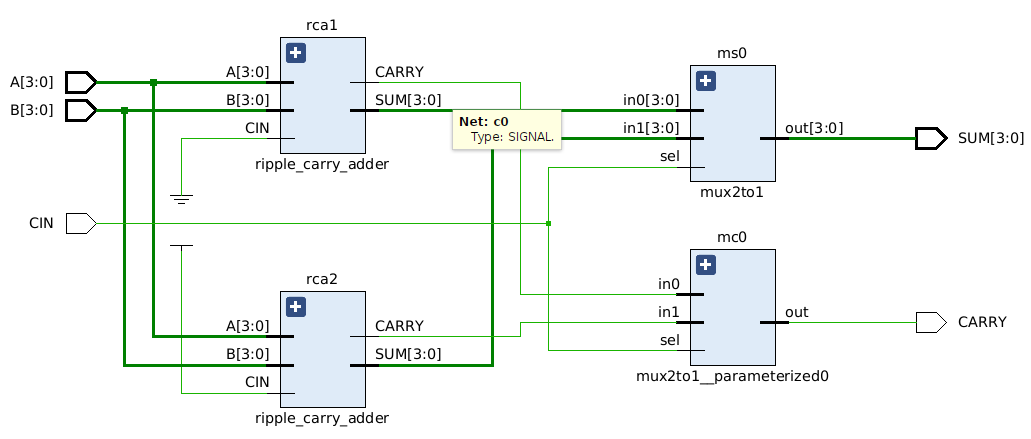 rca1
A[3:0]
B[3:0]
A[3:0]
B[3:0]
CIN
CARRY
SUM[3:0]
ripple_carry_adder
Net: c0
Type: SIGNAL.
ms0
in0[3:0]
in1[3:0]
sel
out[3:0]
mux2to1
SUM[3:0]
CIN
rca2
A[3:0]
B[3:0]
CIN
CARRY
SUM[3:0]
ripple_carry_adder
mc0
in0
in1
sel
out
mux2to1__parameterized0
CARRY